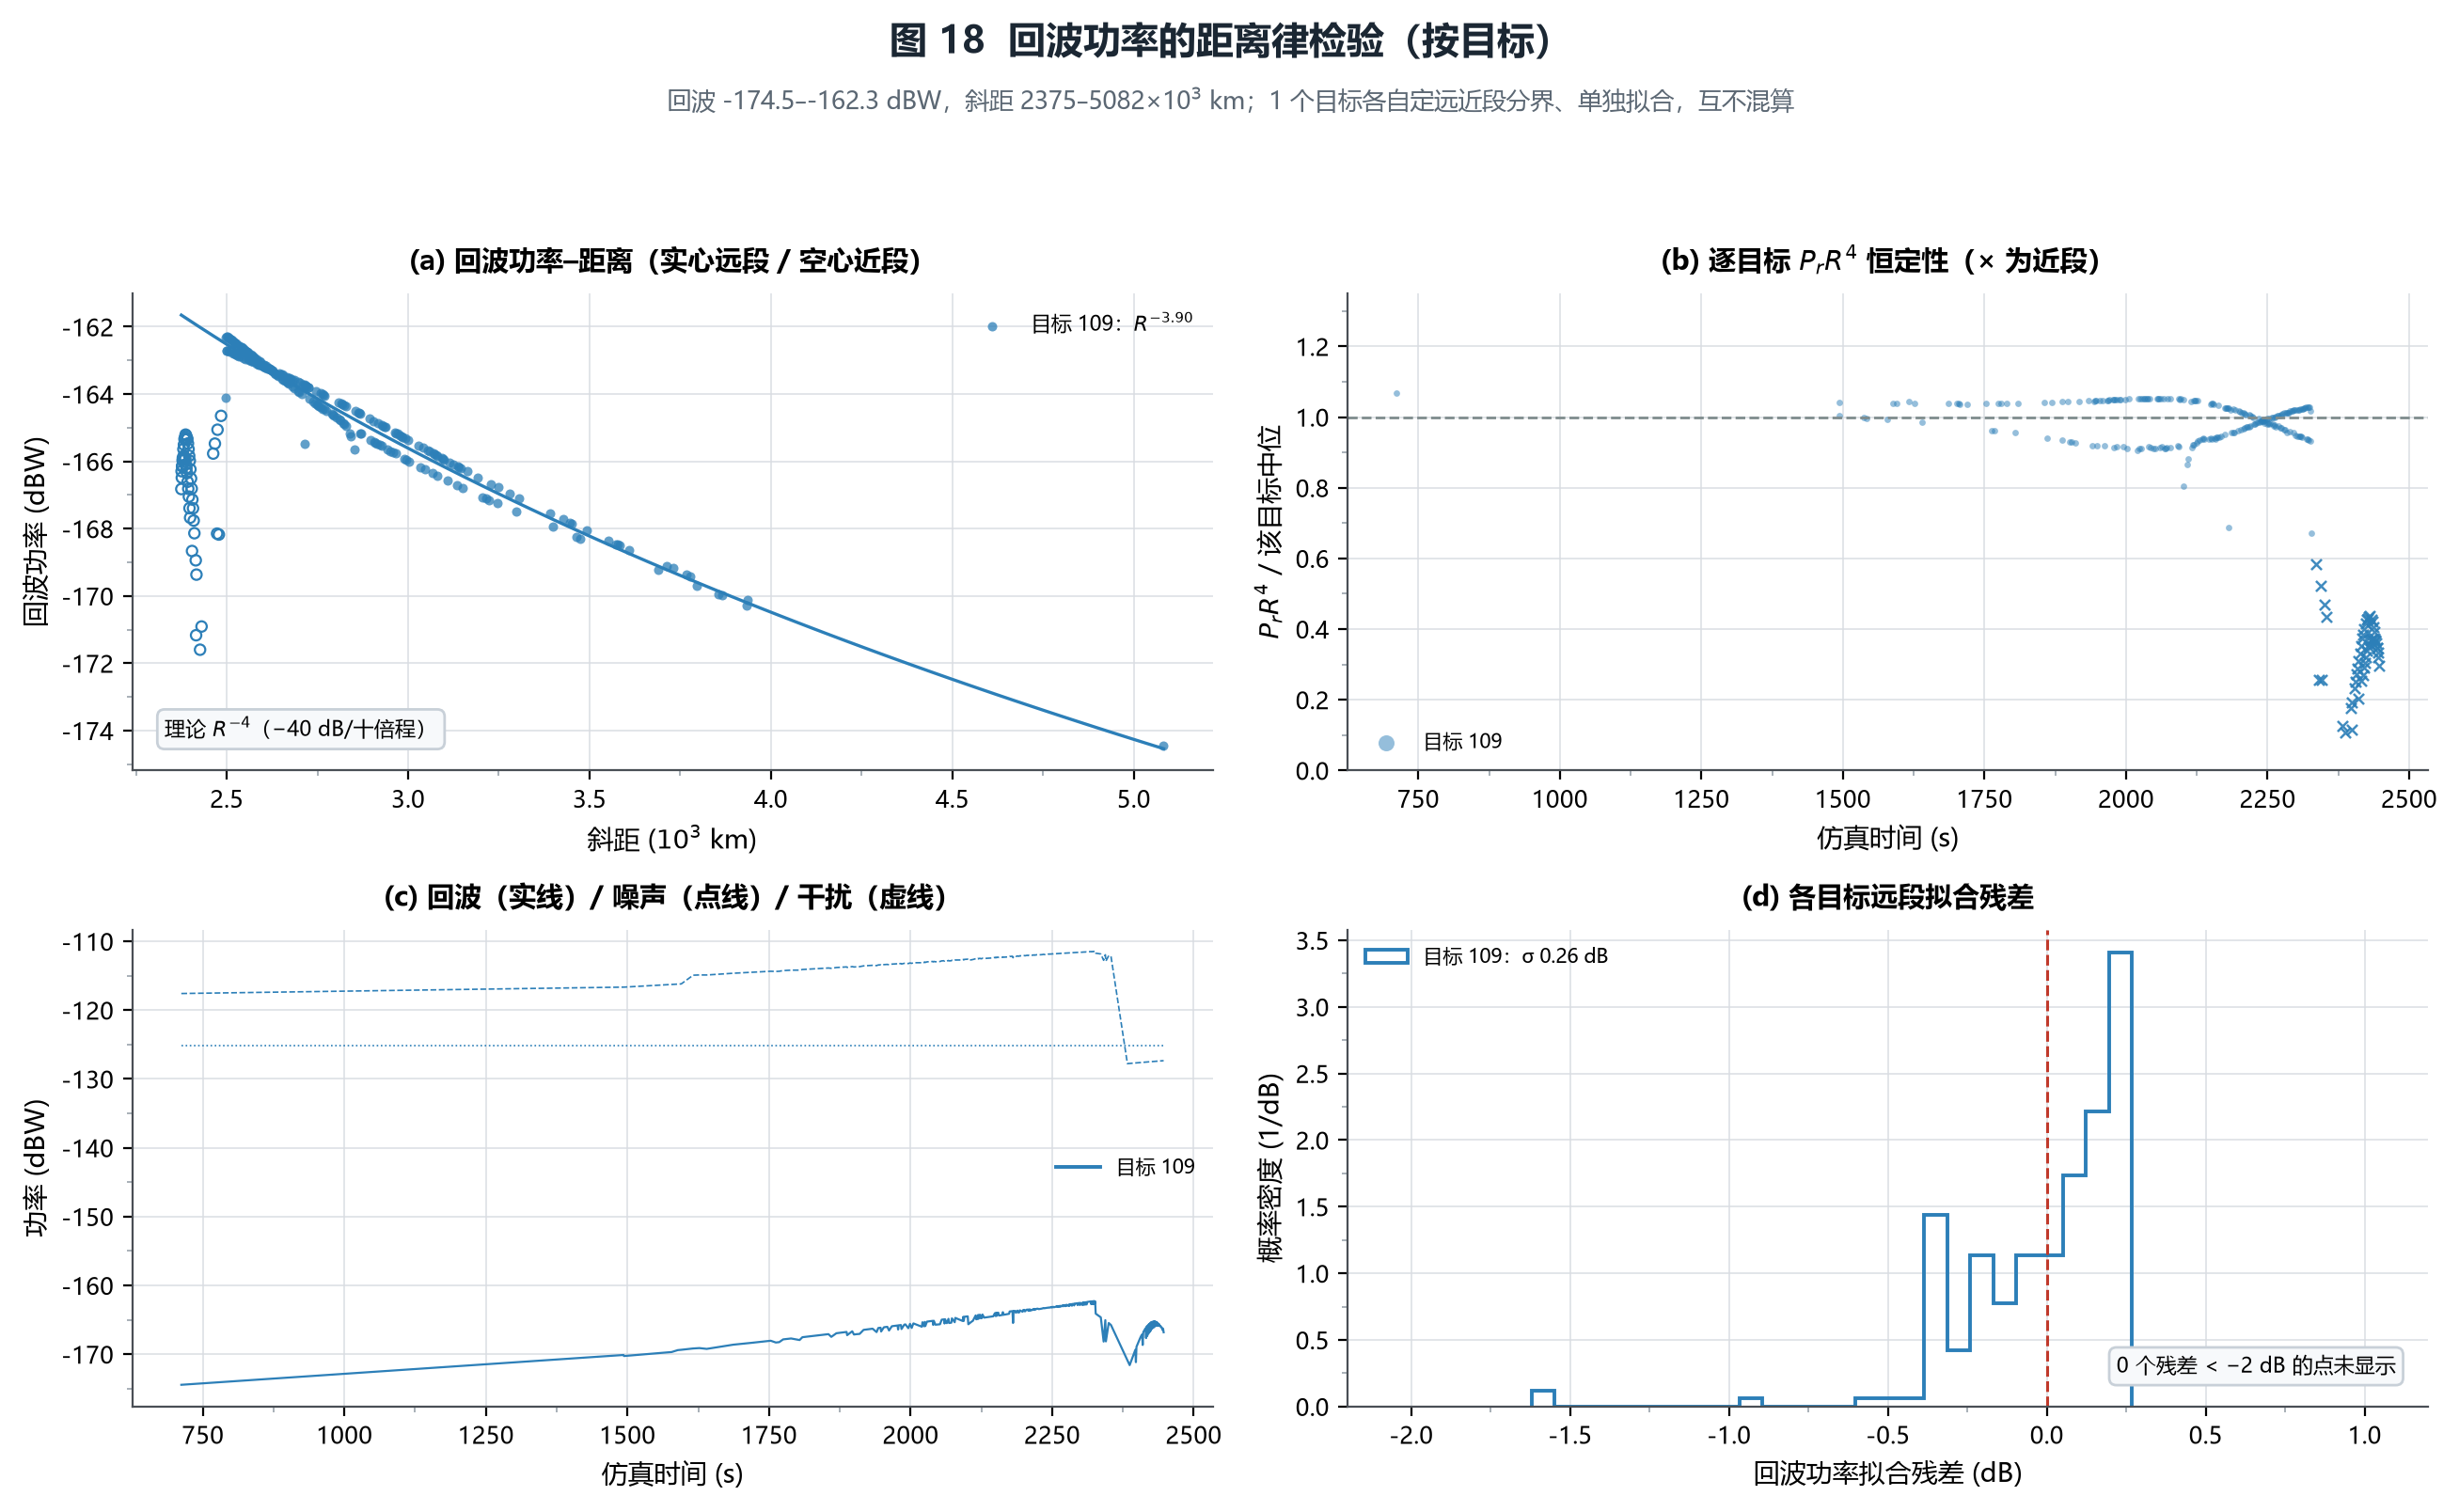 图 18  回波功率的距离律检验（按目标）
回波 -174.5–-162.3 dBW，斜距 2375–5082×10³ km；1 个目标各自定远近段分界、单独拟合，互不混算
(a) 回波功率–距离（实心远段 / 空心近段）
回波功率 (dBW)
-162
-164
-166
-168
-170
-172
-174
目标 109：R⁻³·⁹⁰
理论 R⁻⁴（−40 dB/十倍程）
2.5 3.0 3.5 4.0 4.5 5.0
斜距 (10³ km)
(b) 逐目标 PᵣR⁴ 恒定性（× 为近段）
PᵣR⁴ / 该目标中位
1.2
1.0
0.8
0.6
0.4
0.2
0.0
目标 109
750 1000 1250 1500 1750 2000 2250 2500
仿真时间 (s)
(c) 回波（实线）/ 噪声（点线）/ 干扰（虚线）
功率 (dBW)
-110
-120
-130
-140
-150
-160
-170
目标 109
750 1000 1250 1500 1750 2000 2250 2500
仿真时间 (s)
(d) 各目标远段拟合残差
概率密度 (1/dB)
3.5
3.0
2.5
2.0
1.5
1.0
0.5
0.0
目标 109：σ 0.26 dB
0 个残差 < −2 dB 的点未显示
-2.0 -1.5 -1.0 -0.5 0.0 0.5 1.0
回波功率拟合残差 (dB)